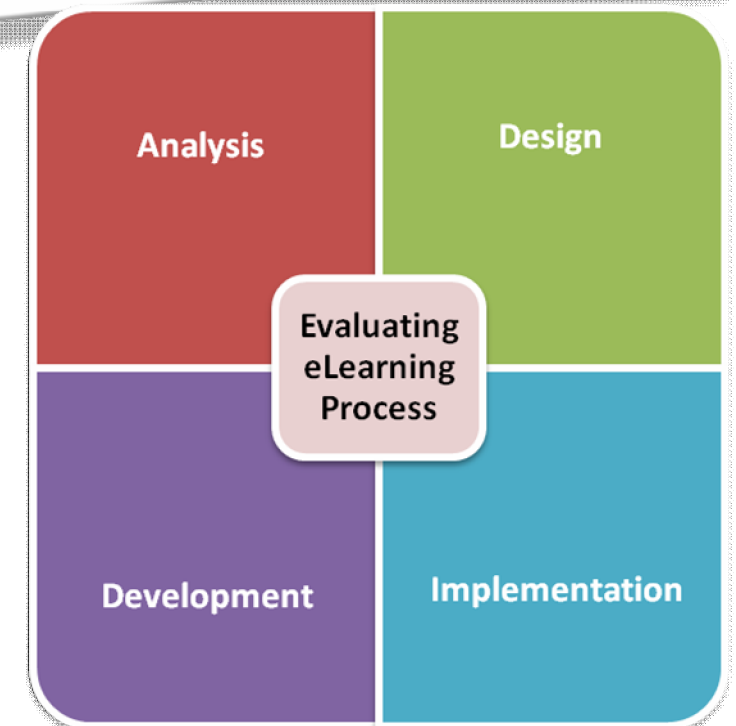 Analysis
Design
Evaluating
eLearning
Process
Development
Implementation